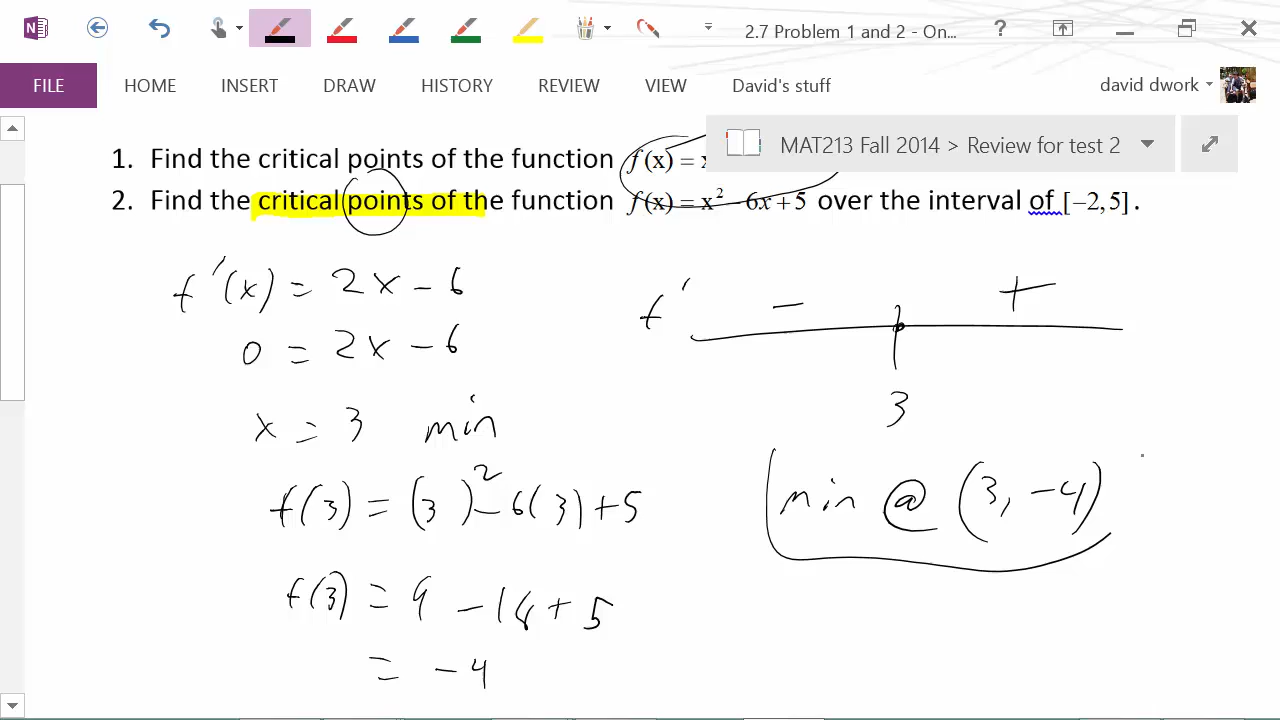 2.7 Problem 1 and 2 - On... ?
FILE HOME INSERT DRAW HISTORY REVIEW VIEW David's stuff david dwork
MAT213 Fall 2014 > Review for test 2
1. Find the critical points of the function f(x) = x
2. Find the critical points of the function f(x) = x² - 6x + 5 over the interval of [-2, 5].
f'(x) = 2x - 6
0 = 2x - 6
x = 3 min
f(3) = (3)² - 6(3) + 5
f(3) = 9 - 18 + 5
= -4
f' - +
3
min @ (3, -4)